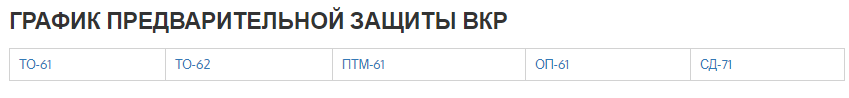 ГРАФИК ПРЕДВАРИТЕЛЬНОЙ ЗАЩИТЫ ВКР
ТО-61 ТО-62 ПТМ-61 ОП-61 СД-71